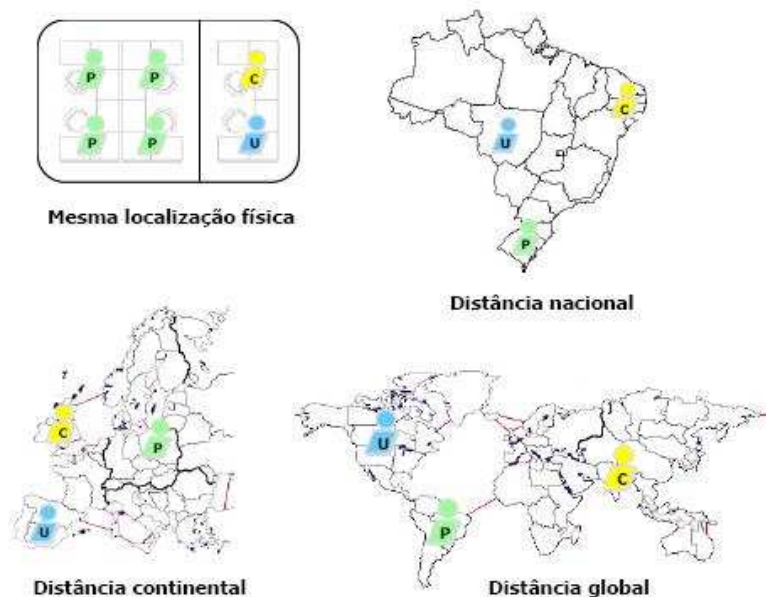 P P C
P P U
Mesma localização física
C
U
P
Distância nacional
C
P
U
Distância continental
U
C
P
Distância global